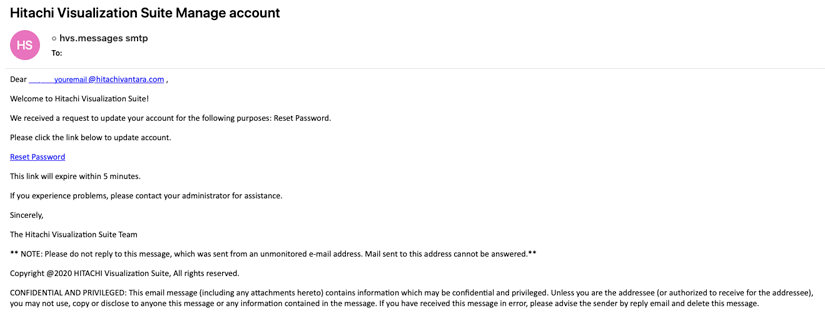 Hitachi Visualization Suite Manage account
HS
○ hvs.messages smtp
To:
Dear ______youremail@hitachivantara.com ,
Welcome to Hitachi Visualization Suite!
We received a request to update your account for the following purposes: Reset Password.
Please click the link below to update account.
Reset Password
This link will expire within 5 minutes.
If you experience problems, please contact your administrator for assistance.
Sincerely,
The Hitachi Visualization Suite Team
** NOTE: Please do not reply to this message, which was sent from an unmonitored e-mail address. Mail sent to this address cannot be answered.**
Copyright @2020 HITACHI Visualization Suite, All rights reserved.
CONFIDENTIAL AND PRIVILEGED: This email message (including any attachments hereto) contains information which may be confidential and privileged. Unless you are the addressee (or authorized to receive for the addressee),
you may not use, copy or disclose to anyone this message or any information contained in the message. If you have received this message in error, please advise the sender by reply email and delete this message.